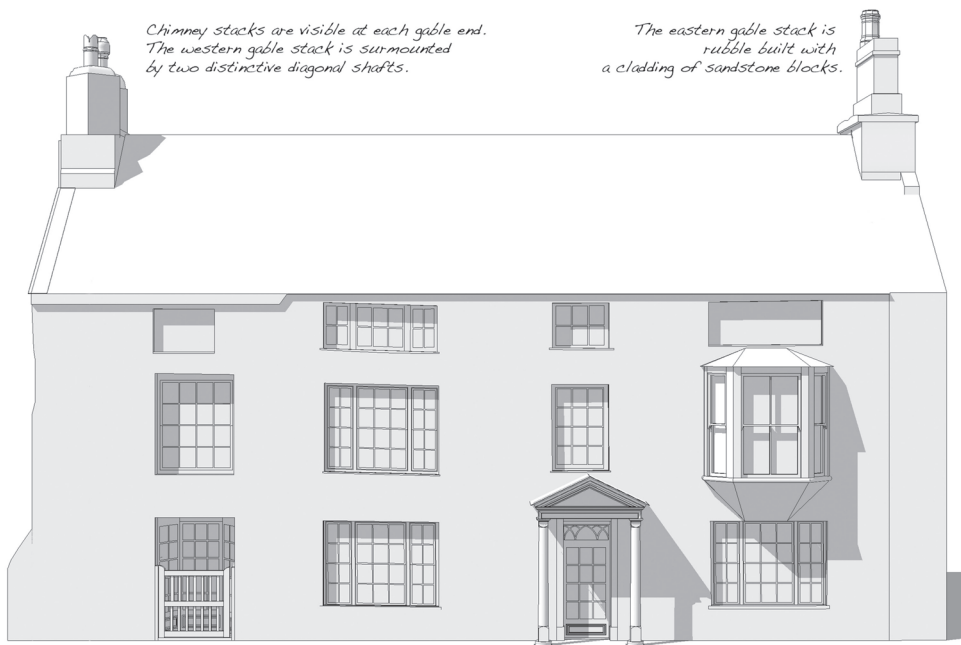 Chimney stacks are visible at each gable end.
The western gable stack is surmounted
by two distinctive diagonal shafts.
The eastern gable stack is
rubble built with
a cladding of sandstone blocks.